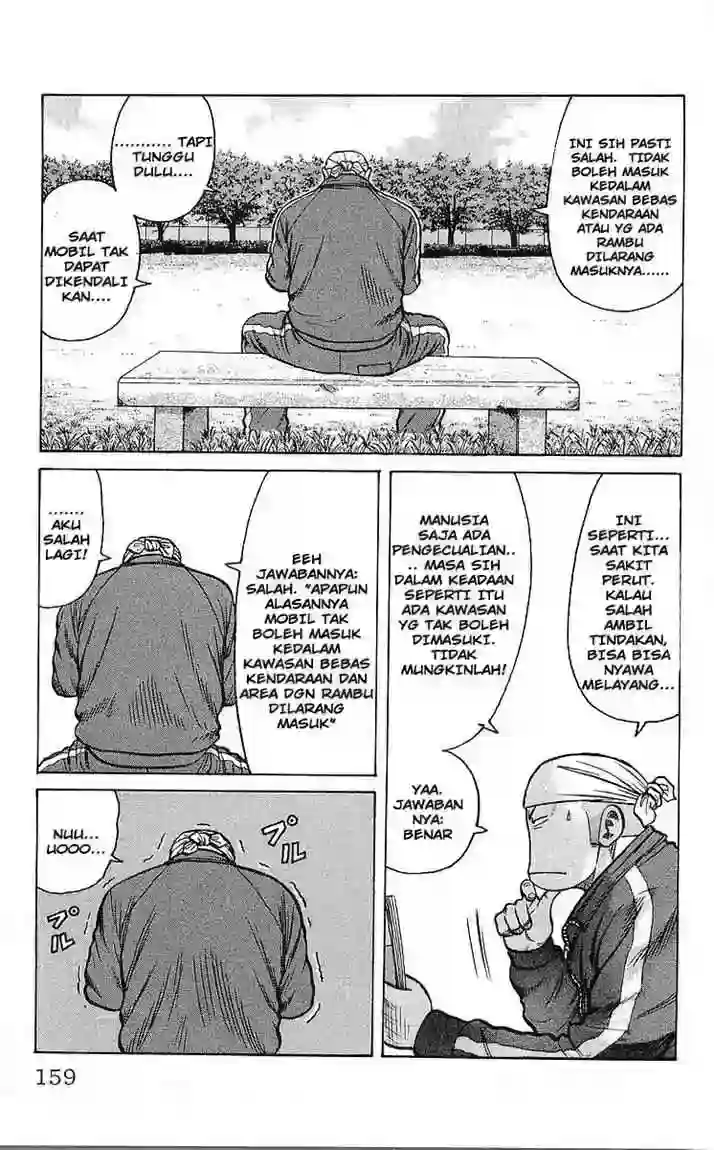 INI SIH PASTI
SALAH. TIDAK
BOLEH MASUK
KEDALAM
KAWASAN BEBAS
KENDARAAN
ATAU YG ADA
RAMBU
DILARANG
MASUKNYA......
........... TAPI
TUNGGU
DULU....
SAAT
MOBIL TAK
DAPAT
DIKENDALI
KAN....
INI
SEPERTI...
SAAT KITA
SAKIT
PERUT.
KALAU
SALAH
AMBIL
TINDAKAN,
BISA BISA
NYAWA
MELAYANG...
MANUSIA
SAJA ADA
PENGECUALIAN..
.. MASA SIH
DALAM KEADAAN
SEPERTI ITU
ADA KAWASAN
YG TAK BOLEH
DIMASUKI.
TIDAK
MUNGKINLAH!
YAA.
JAWABAN
NYA:
BENAR
EEH
JAWABANNYA:
SALAH. "APAPUN
ALASANNYA
MOBIL TAK
BOLEH MASUK
KEDALAM
KAWASAN BEBAS
KENDARAAN DAN
AREA DGN RAMBU
DILARANG
MASUK"
.......
AKU
SALAH
LAGI!
NUU...
UOOO...
プル
プル
159